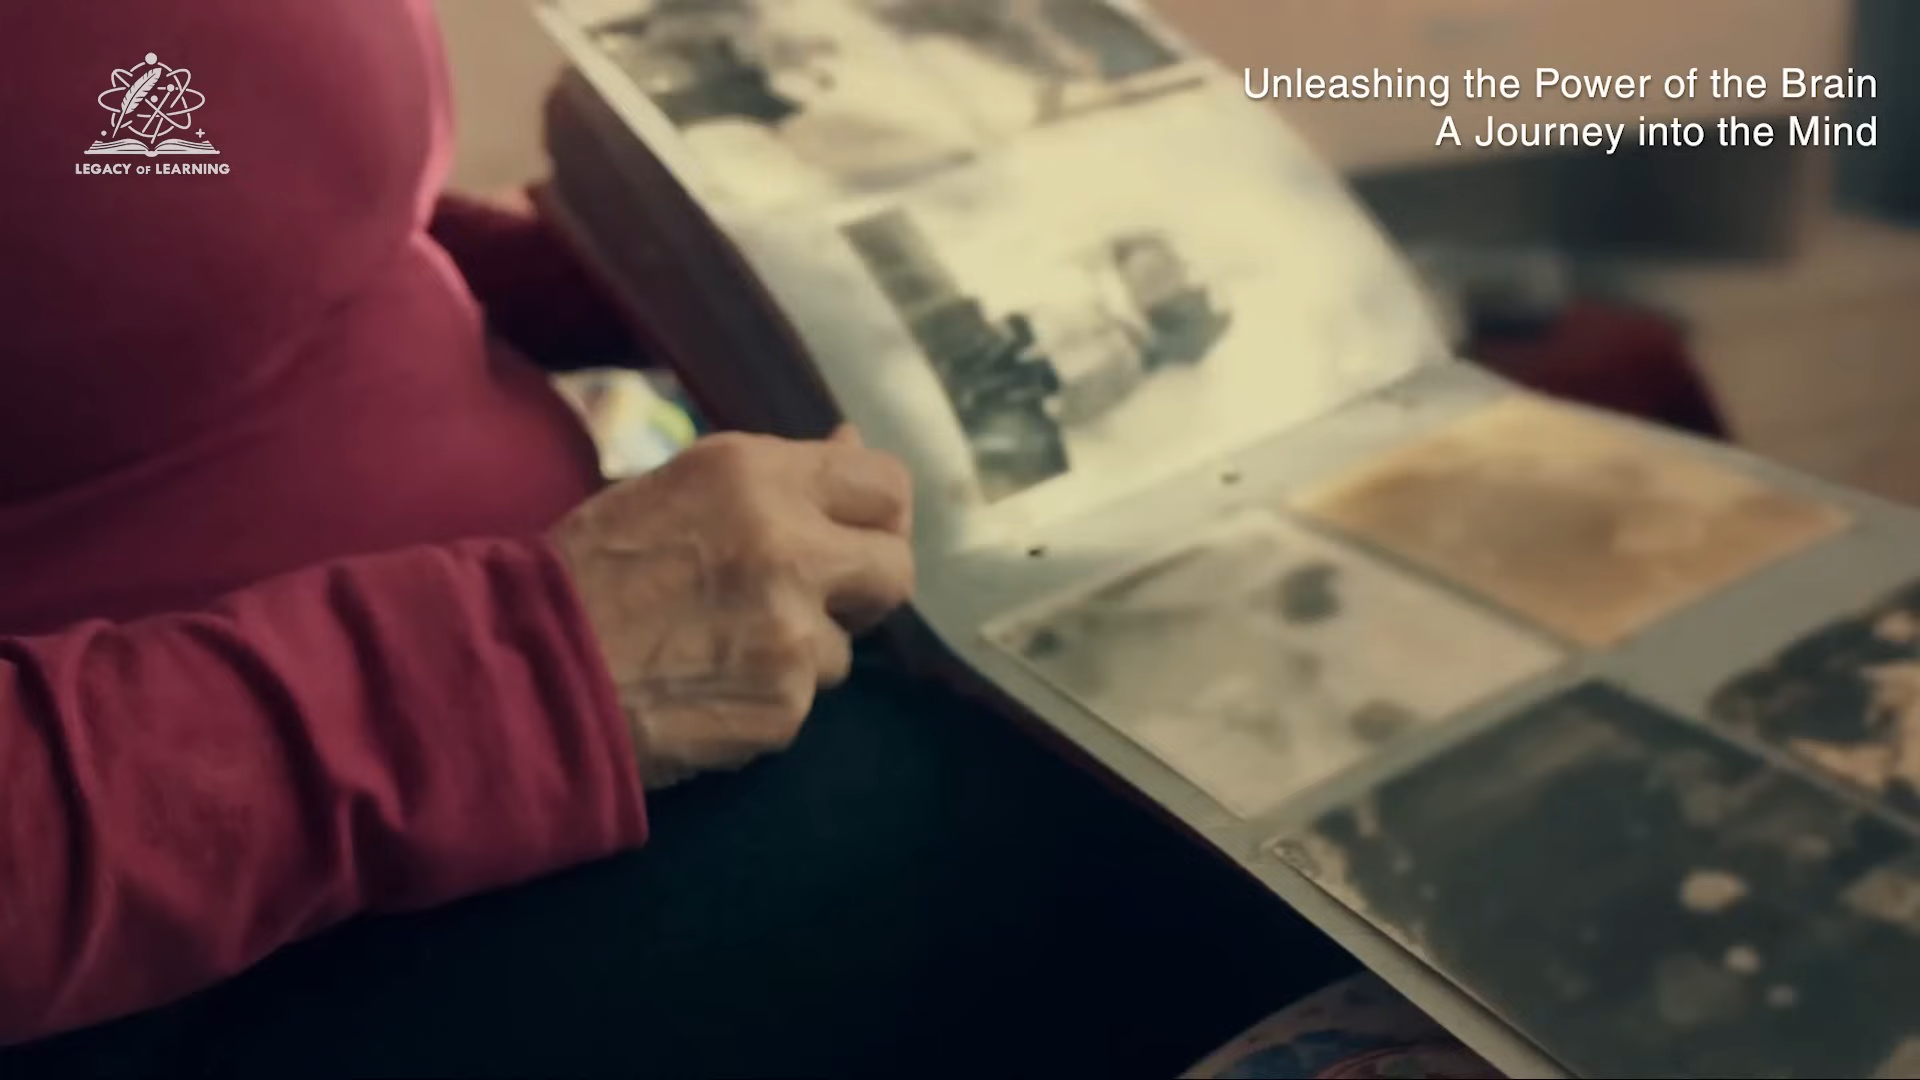 LEGACY OF LEARNING
Unleashing the Power of the Brain
A Journey into the Mind